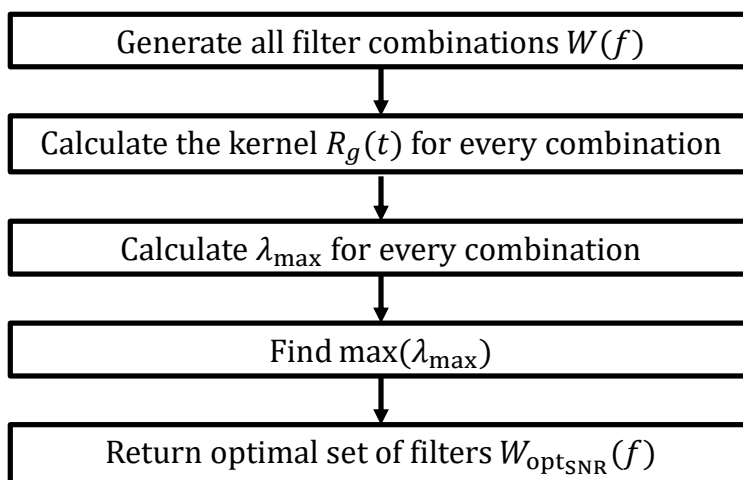 Generate all filter combinations W(f)
Calculate the kernel R_g(t) for every combination
Calculate λ_max for every combination
Find max(λ_max)
Return optimal set of filters W_opt_SNR(f)